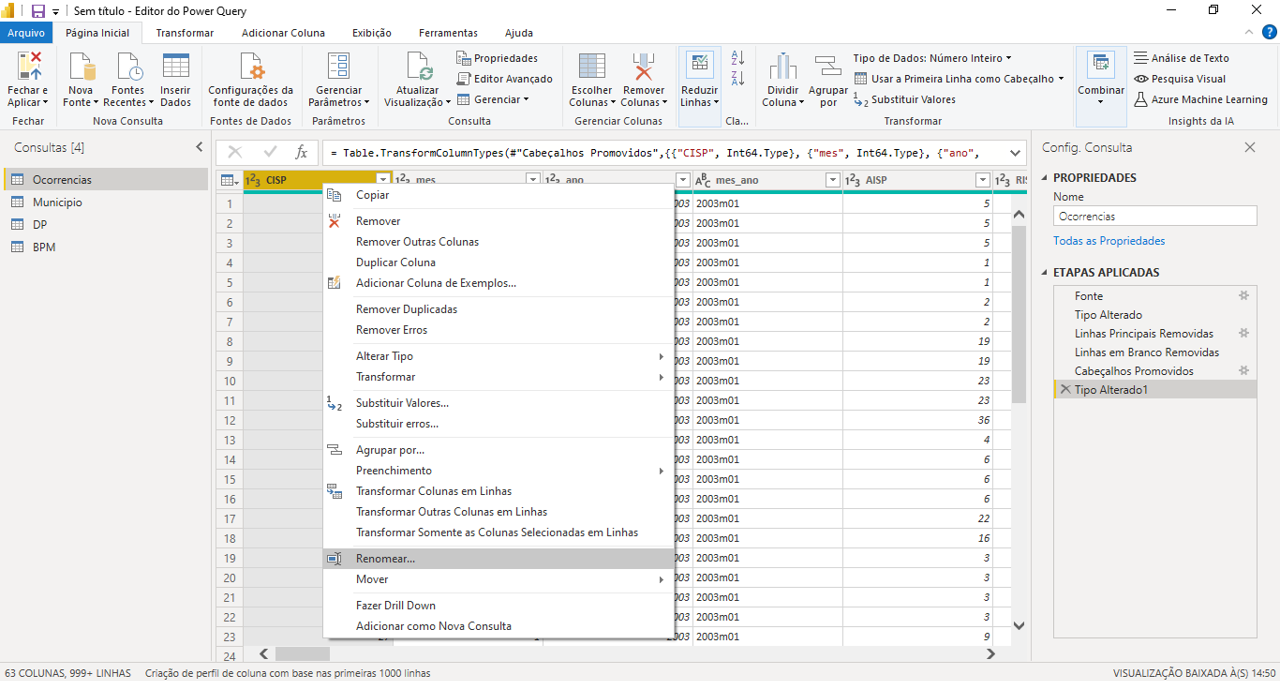 Sem título - Editor do Power Query
Arquivo Página Inicial Transformar Adicionar Coluna Exibição Ferramentas Ajuda
Fechar e Aplicar
Nova Fonte
Fontes Recentes
Inserir Dados
Configurações da fonte de dados
Gerenciar Parâmetros
Atualizar Visualização
Propriedades
Editor Avançado
Gerenciar
Escolher Colunas
Remover Colunas
Reduzir Linhas
Dividir Coluna
Agrupar por
Tipo de Dados: Número Inteiro
Usar a Primeira Linha como Cabeçalho
Substituir Valores
Combinar
Análise de Texto
Pesquisa Visual
Azure Machine Learning
Fechar Nova Consulta Fontes de Dados Parâmetros Consulta Gerenciar Colunas Cla... Transformar Insights da IA
Consultas [4]
Ocorrencias
Municipio
DP
BPM
= Table.TransformColumnTypes(#"Cabeçalhos Promovidos",{{"CISP", Int64.Type}, {"mes", Int64.Type}, {"ano",
CISP mes ano mes_ano AISP RIS
1 003 2003m01 5
2 003 2003m01 5
3 003 2003m01 5
4 003 2003m01 1
5 003 2003m01 1
6 003 2003m01 2
7 003 2003m01 2
8 003 2003m01 19
9 003 2003m01 19
10 003 2003m01 23
11 003 2003m01 23
12 003 2003m01 36
13 003 2003m01 4
14 003 2003m01 6
15 003 2003m01 6
16 003 2003m01 6
17 003 2003m01 22
18 003 2003m01 16
19 003 2003m01 3
20 003 2003m01 3
21 003 2003m01 3
22 003 2003m01 3
23 2003 2003m01 9
24
Copiar
Remover
Remover Outras Colunas
Duplicar Coluna
Adicionar Coluna de Exemplos...
Remover Duplicadas
Remover Erros
Alterar Tipo
Transformar
Substituir Valores...
Substituir erros...
Agrupar por...
Preenchimento
Transformar Colunas em Linhas
Transformar Outras Colunas em Linhas
Transformar Somente as Colunas Selecionadas em Linhas
Renomear...
Mover
Fazer Drill Down
Adicionar como Nova Consulta
Config. Consulta
PROPRIEDADES
Nome
Ocorrencias
Todas as Propriedades
ETAPAS APLICADAS
Fonte
Tipo Alterado
Linhas Principais Removidas
Linhas em Branco Removidas
Cabeçalhos Promovidos
Tipo Alterado1
63 COLUNAS, 999+ LINHAS Criação de perfil de coluna com base nas primeiras 1000 linhas VISUALIZAÇÃO BAIXADA À(S) 14:50